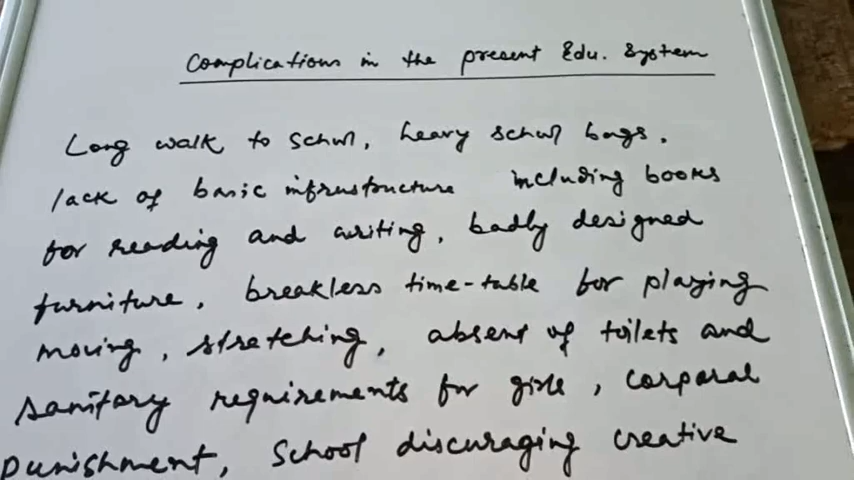 Complications in the present Edu. System
Long walk to school, heavy school bags,
lack of basic infrustructure including books
for reading and writing, badly designed
furniture, breakless time-table for playing
moving, stretching, absent of toilets and
sanitary requirements for girls, corporal
punishment, School discuraging creative